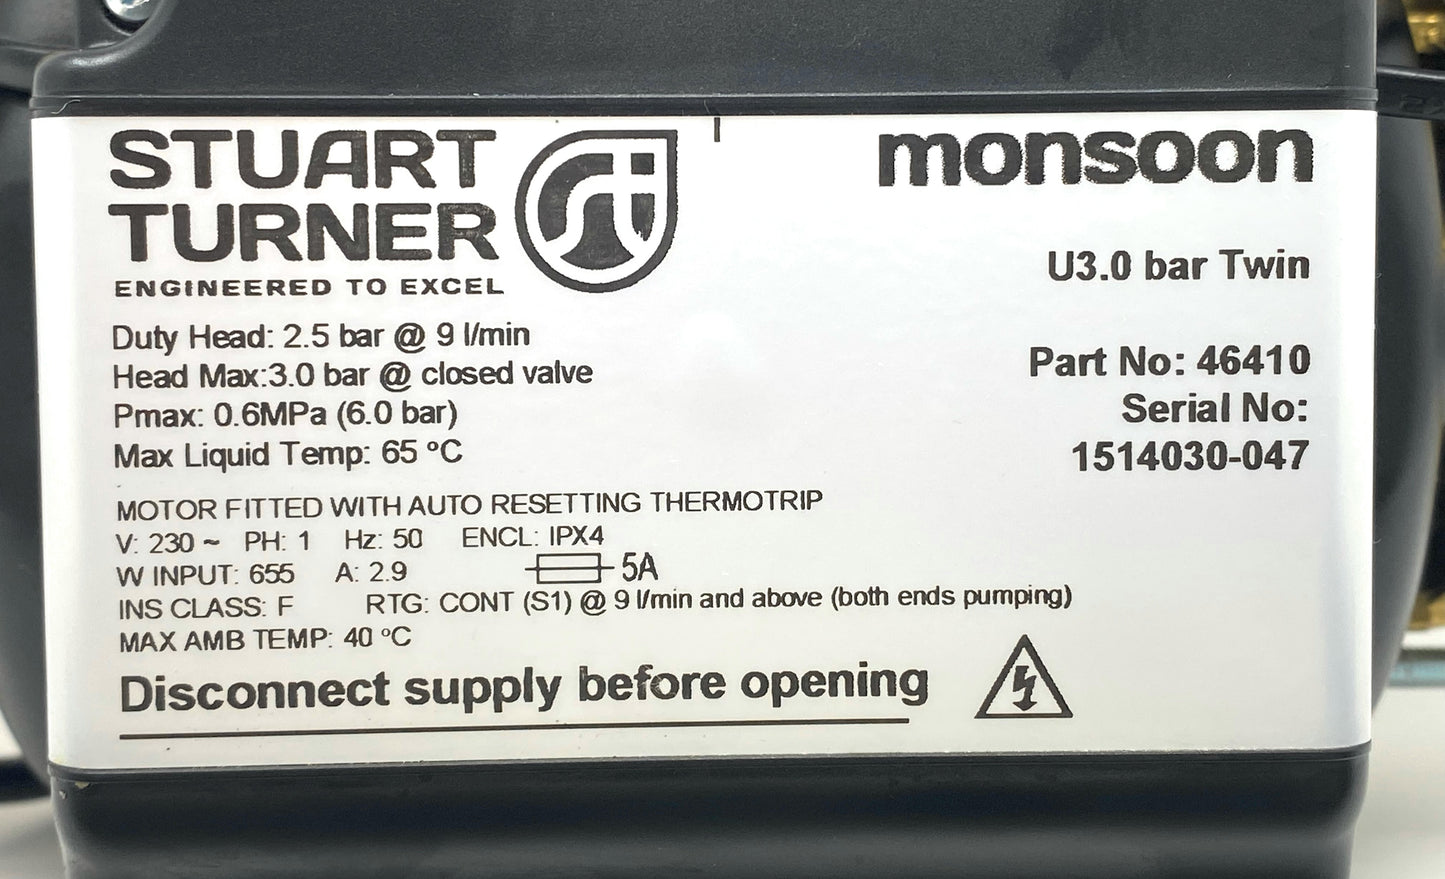 STUART
TURNER
ENGINEERED TO EXCEL
monsoon
U3.0 bar Twin
Part No: 46410
Serial No:
1514030-047
Duty Head: 2.5 bar @ 9 l/min
Head Max:3.0 bar @ closed valve
Pmax: 0.6MPa (6.0 bar)
Max Liquid Temp: 65 ºC
MOTOR FITTED WITH AUTO RESETTING THERMOTRIP
V: 230 ~ PH: 1 Hz: 50 ENCL: IPX4
W INPUT: 655 A: 2.9 5A
INS CLASS: F RTG: CONT (S1) @ 9 l/min and above (both ends pumping)
MAX AMB TEMP: 40 ºC
Disconnect supply before opening